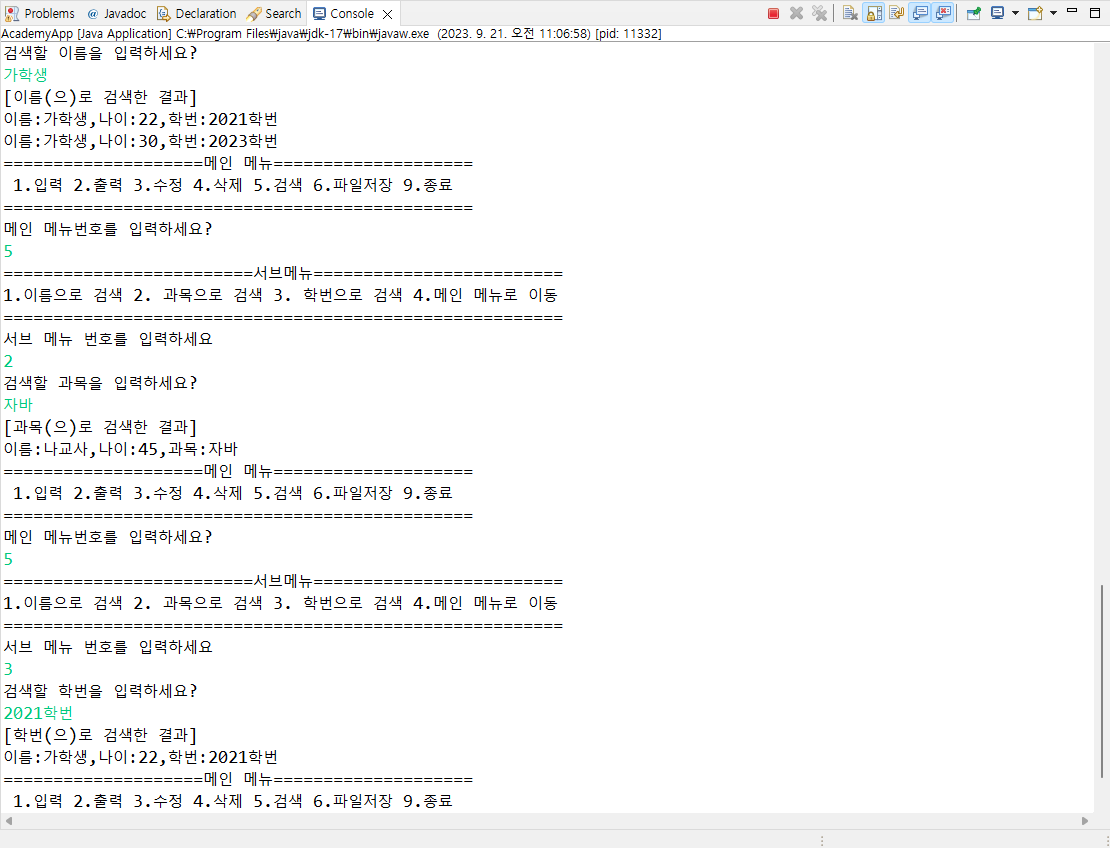 Problems @ Javadoc Declaration Search Console
AcademyApp [Java Application] C:₩Program Files₩java₩jdk-17₩bin₩javaw.exe (2023. 9. 21. 오전 11:06:58) [pid: 11332]
검색할 이름을 입력하세요?
가학생
[이름(으)로 검색한 결과]
이름:가학생,나이:22,학번:2021학번
이름:가학생,나이:30,학번:2023학번
====================메인 메뉴====================
1.입력 2.출력 3.수정 4.삭제 5.검색 6.파일저장 9.종료
===============================================
메인 메뉴번호를 입력하세요?
5
=========================서브메뉴=========================
1.이름으로 검색 2. 과목으로 검색 3. 학번으로 검색 4.메인 메뉴로 이동
========================================================
서브 메뉴 번호를 입력하세요
2
검색할 과목을 입력하세요?
자바
[과목(으)로 검색한 결과]
이름:나교사,나이:45,과목:자바
====================메인 메뉴====================
1.입력 2.출력 3.수정 4.삭제 5.검색 6.파일저장 9.종료
===============================================
메인 메뉴번호를 입력하세요?
5
=========================서브메뉴=========================
1.이름으로 검색 2. 과목으로 검색 3. 학번으로 검색 4.메인 메뉴로 이동
========================================================
서브 메뉴 번호를 입력하세요
3
검색할 학번을 입력하세요?
2021학번
[학번(으)로 검색한 결과]
이름:가학생,나이:22,학번:2021학번
====================메인 메뉴====================
1.입력 2.출력 3.수정 4.삭제 5.검색 6.파일저장 9.종료